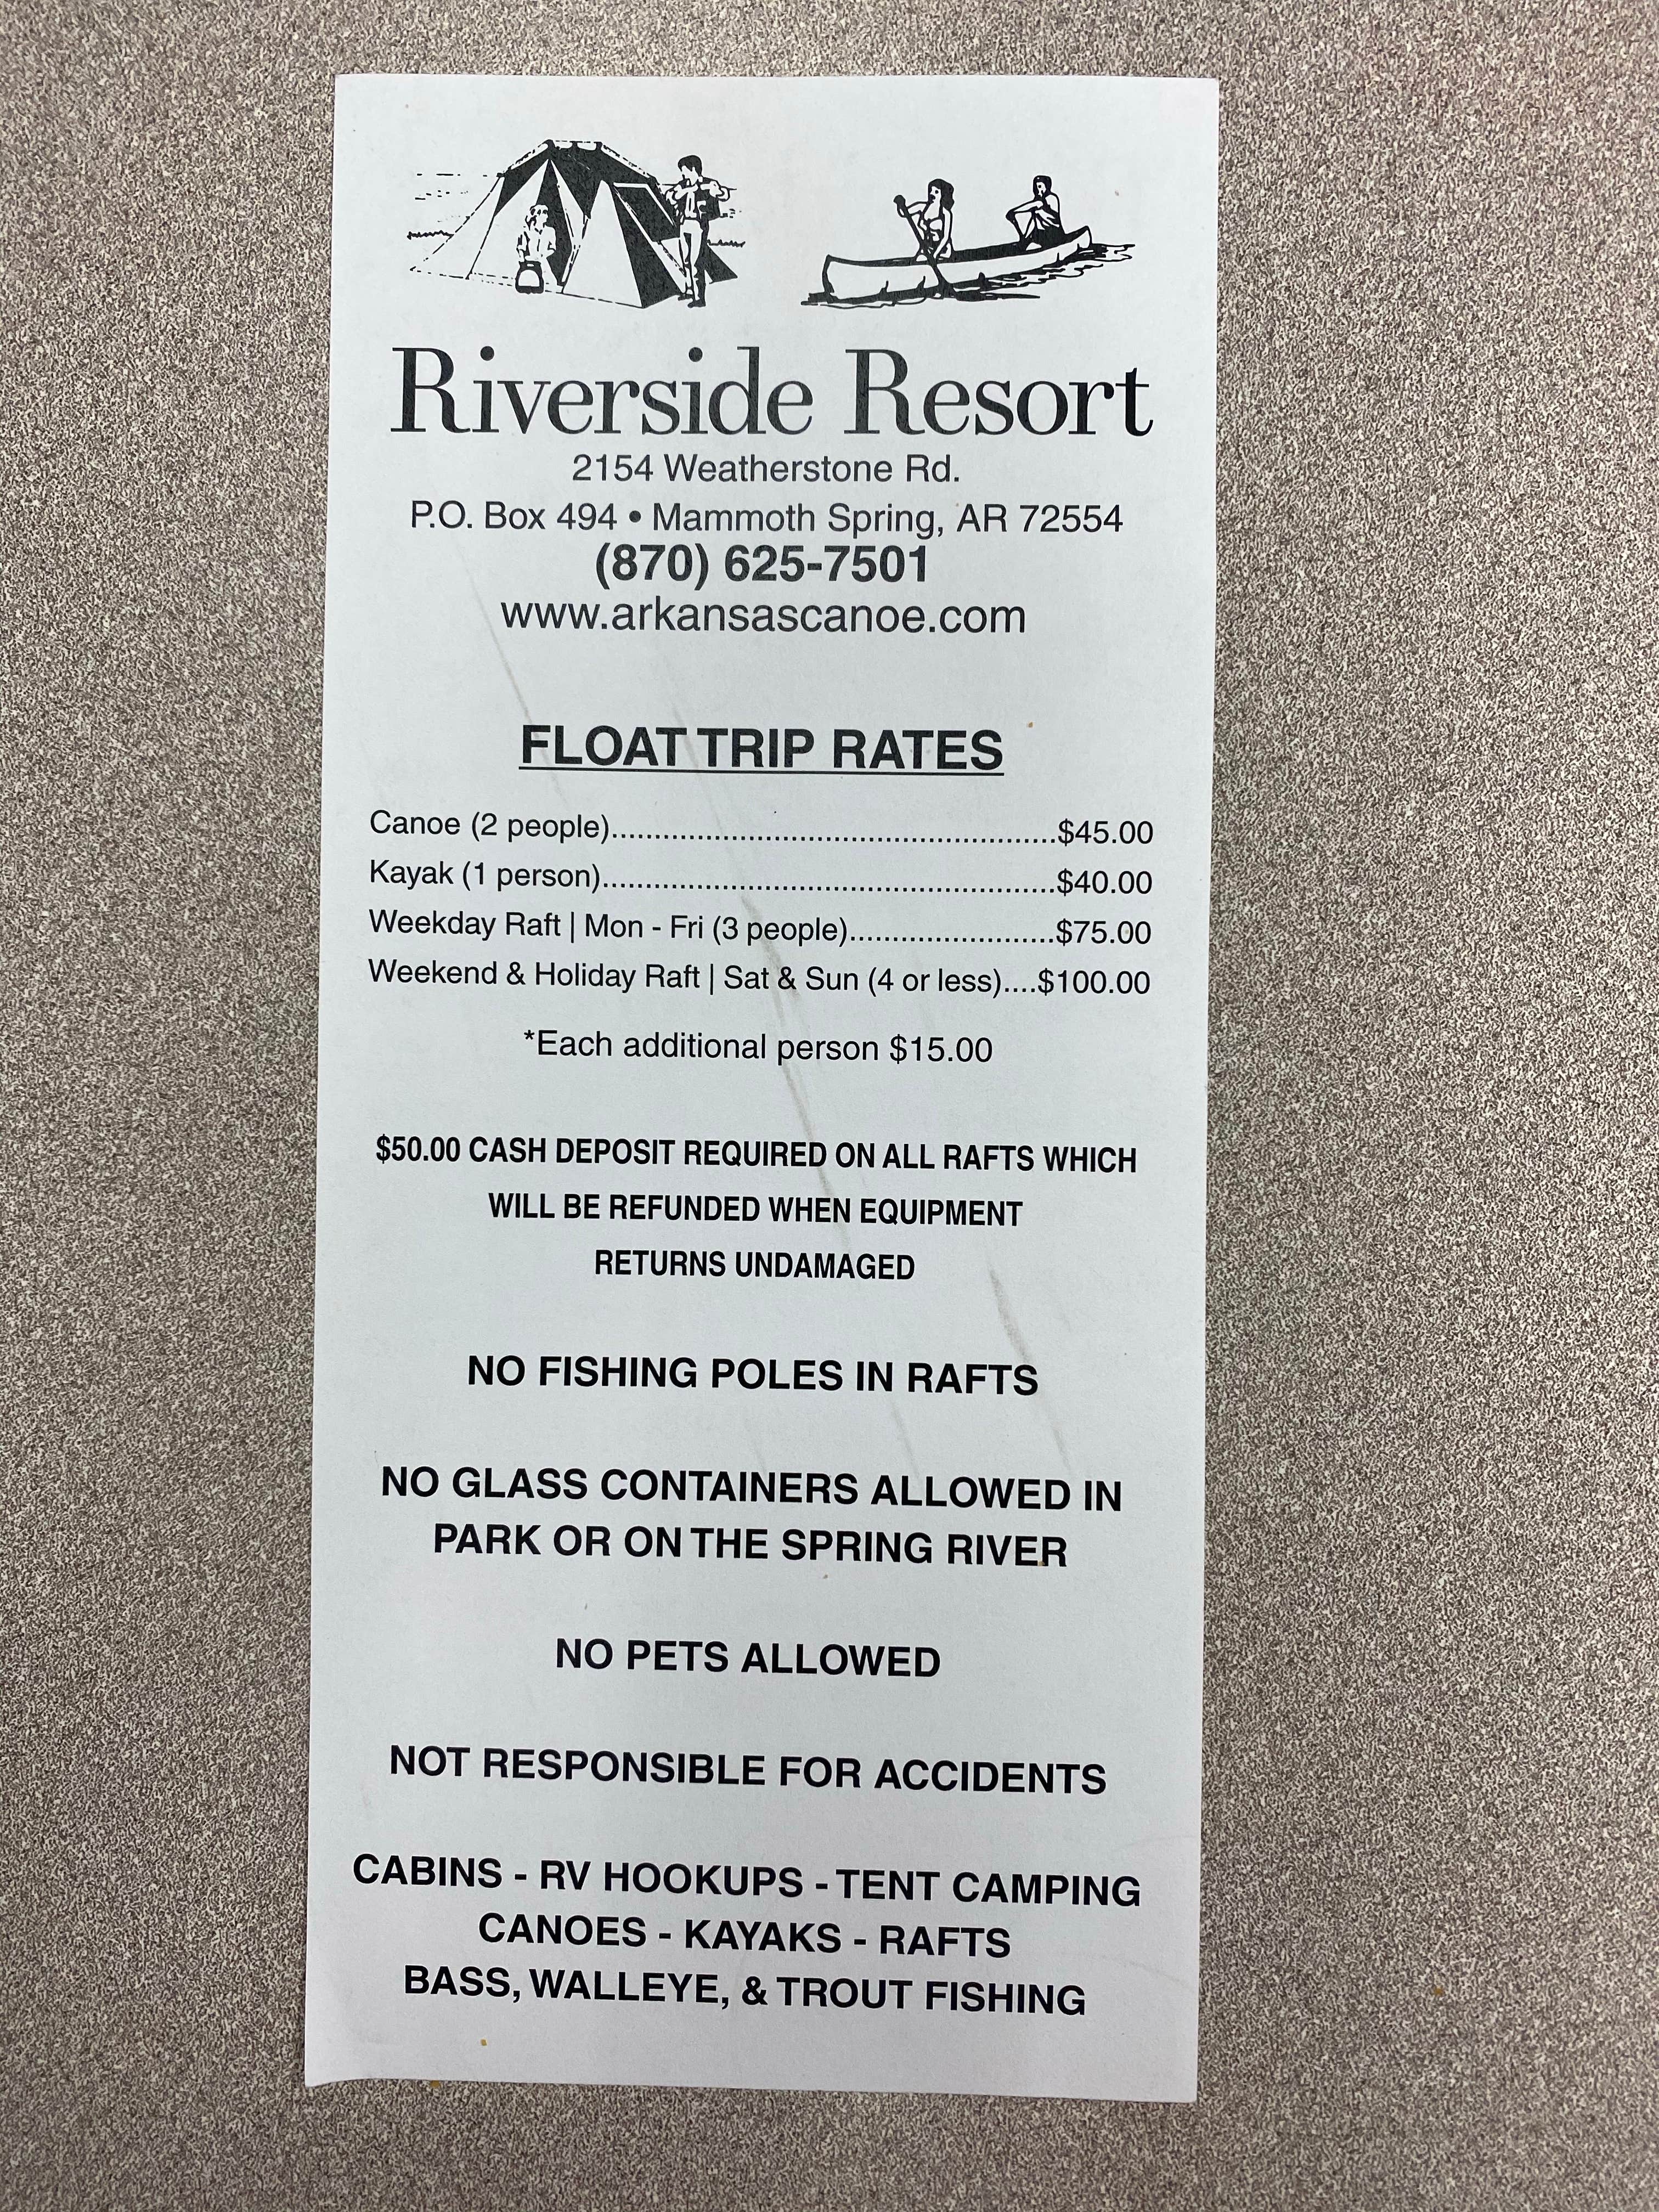 Riverside Resort
2154 Weatherstone Rd.
P.O. Box 494 • Mammoth Spring, AR 72554
(870) 625-7501
www.arkansascanoe.com
FLOAT TRIP RATES
Canoe (2 people).....................................................$45.00
Kayak (1 person)......................................................$40.00
Weekday Raft | Mon - Fri (3 people)........................$75.00
Weekend & Holiday Raft | Sat & Sun (4 or less)....$100.00
*Each additional person $15.00
$50.00 CASH DEPOSIT REQUIRED ON ALL RAFTS WHICH
WILL BE REFUNDED WHEN EQUIPMENT
RETURNS UNDAMAGED
NO FISHING POLES IN RAFTS
NO GLASS CONTAINERS ALLOWED IN
PARK OR ON THE SPRING RIVER
NO PETS ALLOWED
NOT RESPONSIBLE FOR ACCIDENTS
CABINS - RV HOOKUPS - TENT CAMPING
CANOES - KAYAKS - RAFTS
BASS, WALLEYE, & TROUT FISHING